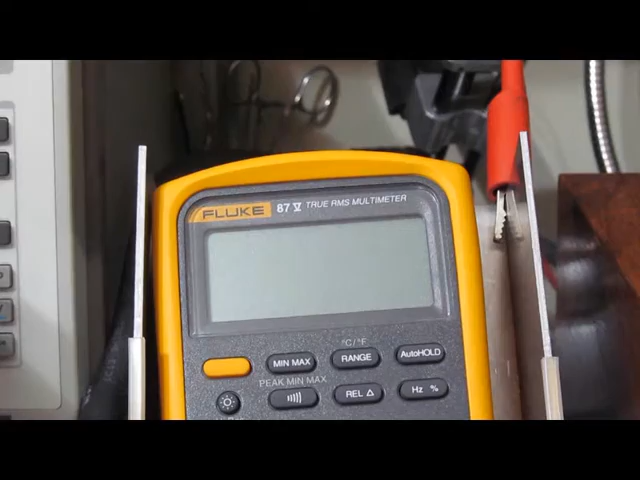 FLUKE 87 V TRUE RMS MULTIMETER
°C/°F
MIN MAX RANGE AutoHOLD
PEAK MIN MAX
REL △ Hz %